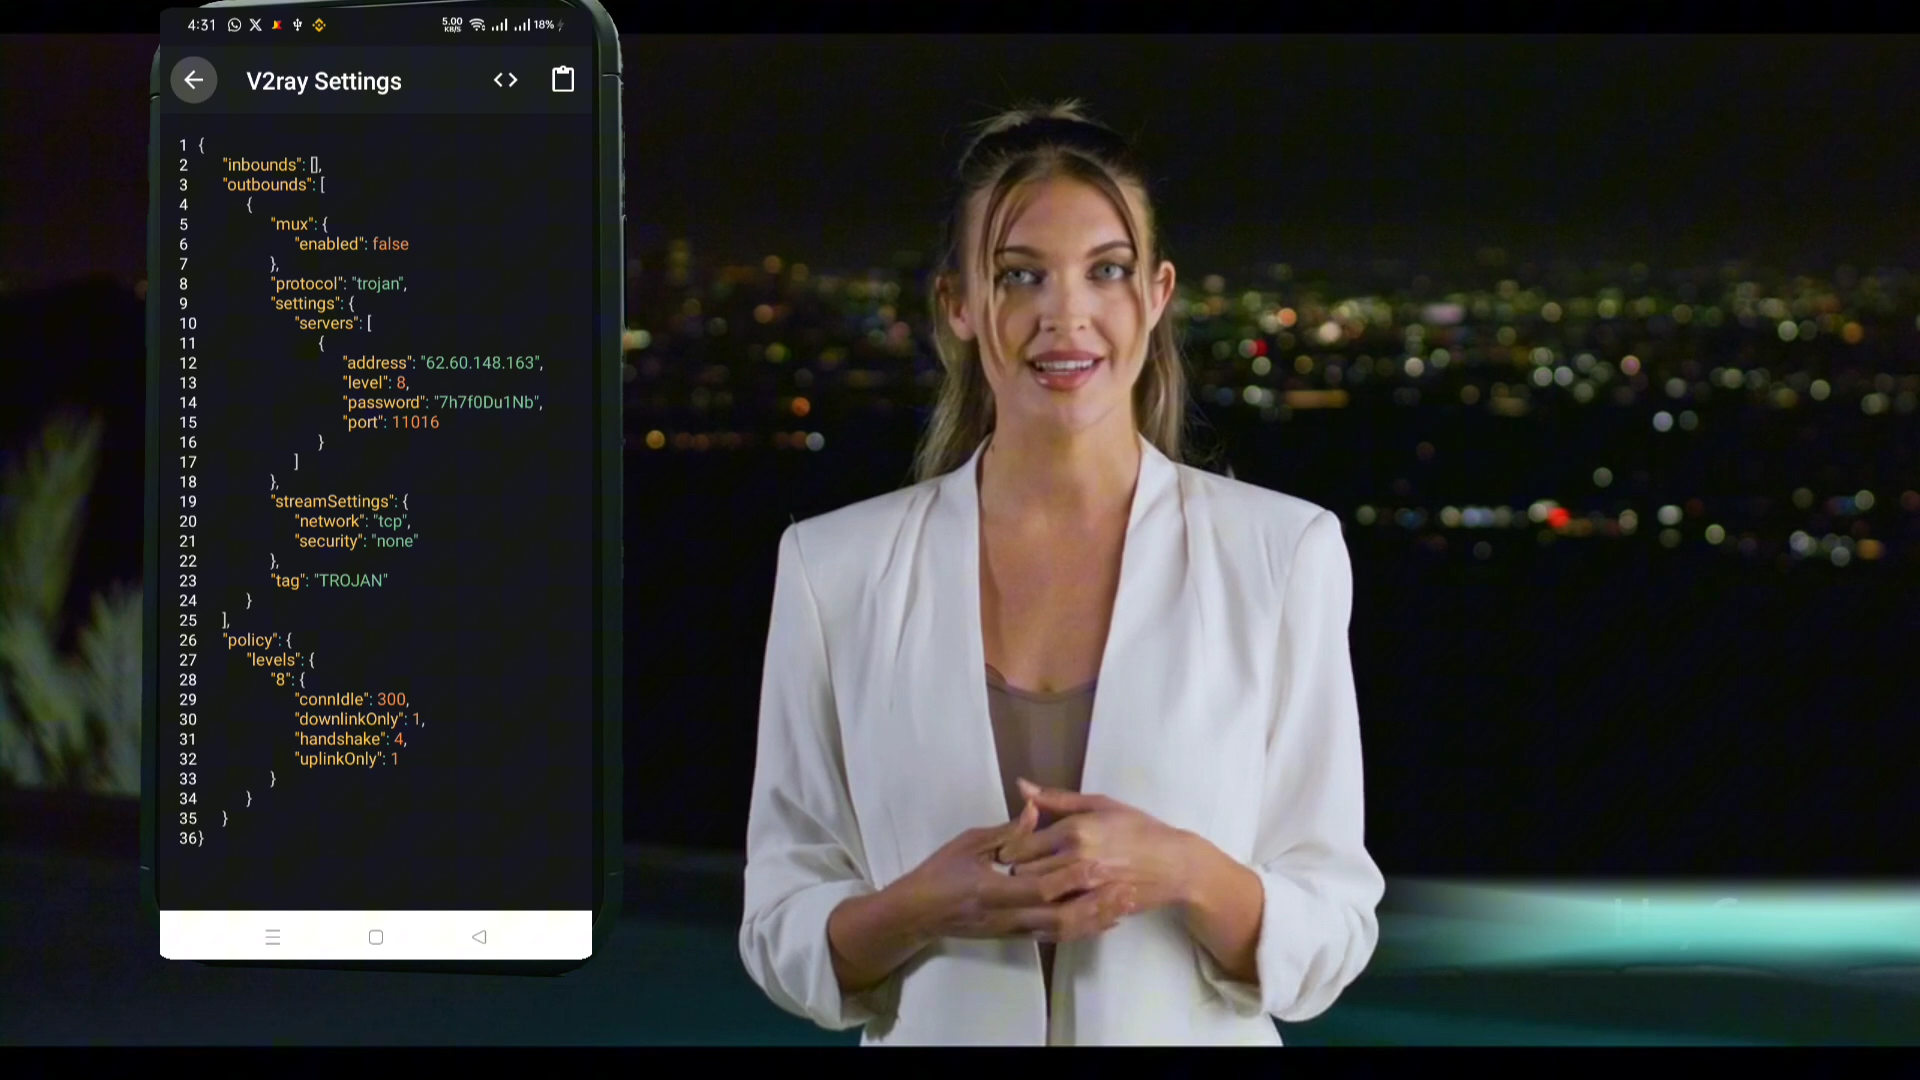 4:31 5.00 KB/S 18%
V2ray Settings
1 {
2 "inbounds": [],
3 "outbounds": [
4 {
5 "mux": {
6 "enabled": false
7 },
8 "protocol": "trojan",
9 "settings": {
10 "servers": [
11 {
12 "address": "62.60.148.163",
13 "level": 8,
14 "password": "7h7f0Du1Nb",
15 "port": 11016
16 }
17 ]
18 },
19 "streamSettings": {
20 "network": "tcp",
21 "security": "none"
22 },
23 "tag": "TROJAN"
24 }
25 ],
26 "policy": {
27 "levels": {
28 "8": {
29 "connIdle": 300,
30 "downlinkOnly": 1,
31 "handshake": 4,
32 "uplinkOnly": 1
33 }
34 }
35 }
36 }